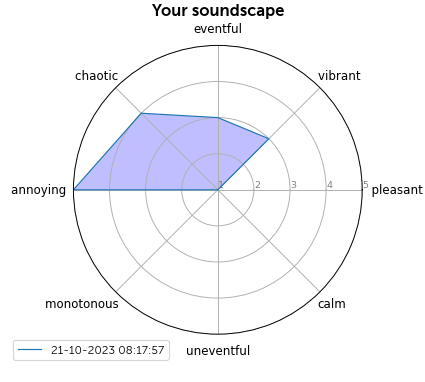 Your soundscape
eventful
chaotic
vibrant
annoying
1
2
3
4
5
pleasant
monotonous
calm
uneventful
21-10-2023 08:17:57